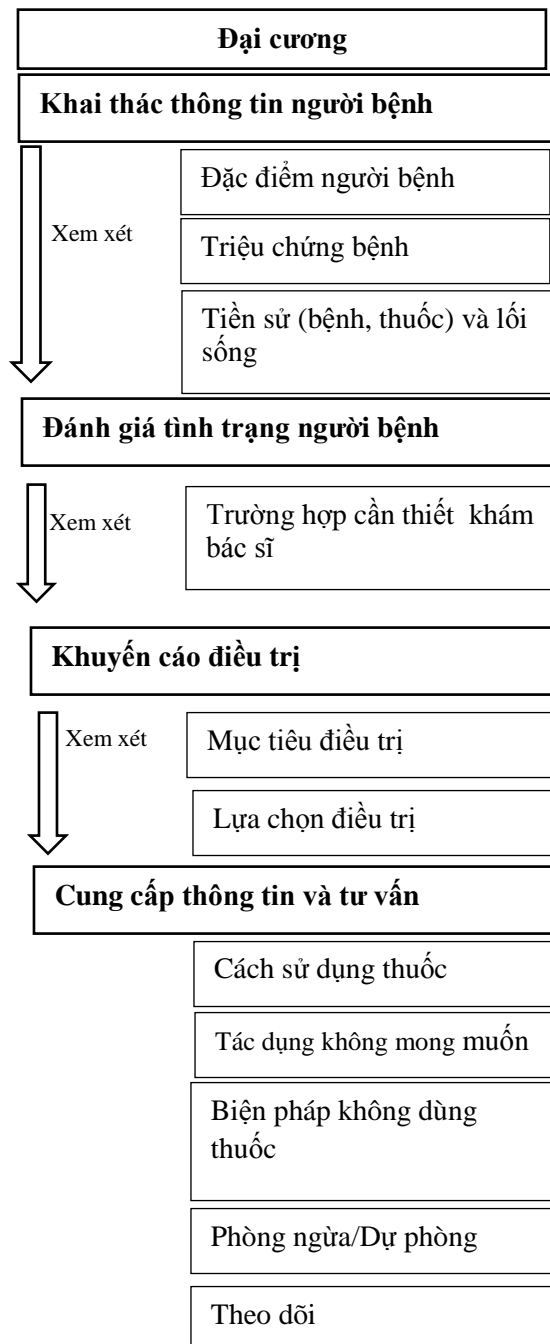 Đại cương
Khai thác thông tin người bệnh
Đặc điểm người bệnh
Xem xét
Triệu chứng bệnh
Tiền sử (bệnh, thuốc) và lối
sống
Đánh giá tình trạng người bệnh
Xem xét
Trường hợp cần thiết khám
bác sĩ
Khuyến cáo điều trị
Xem xét
Mục tiêu điều trị
Lựa chọn điều trị
Cung cấp thông tin và tư vấn
Cách sử dụng thuốc
Tác dụng không mong muốn
Biện pháp không dùng
thuốc
Phòng ngừa/Dự phòng
Theo dõi